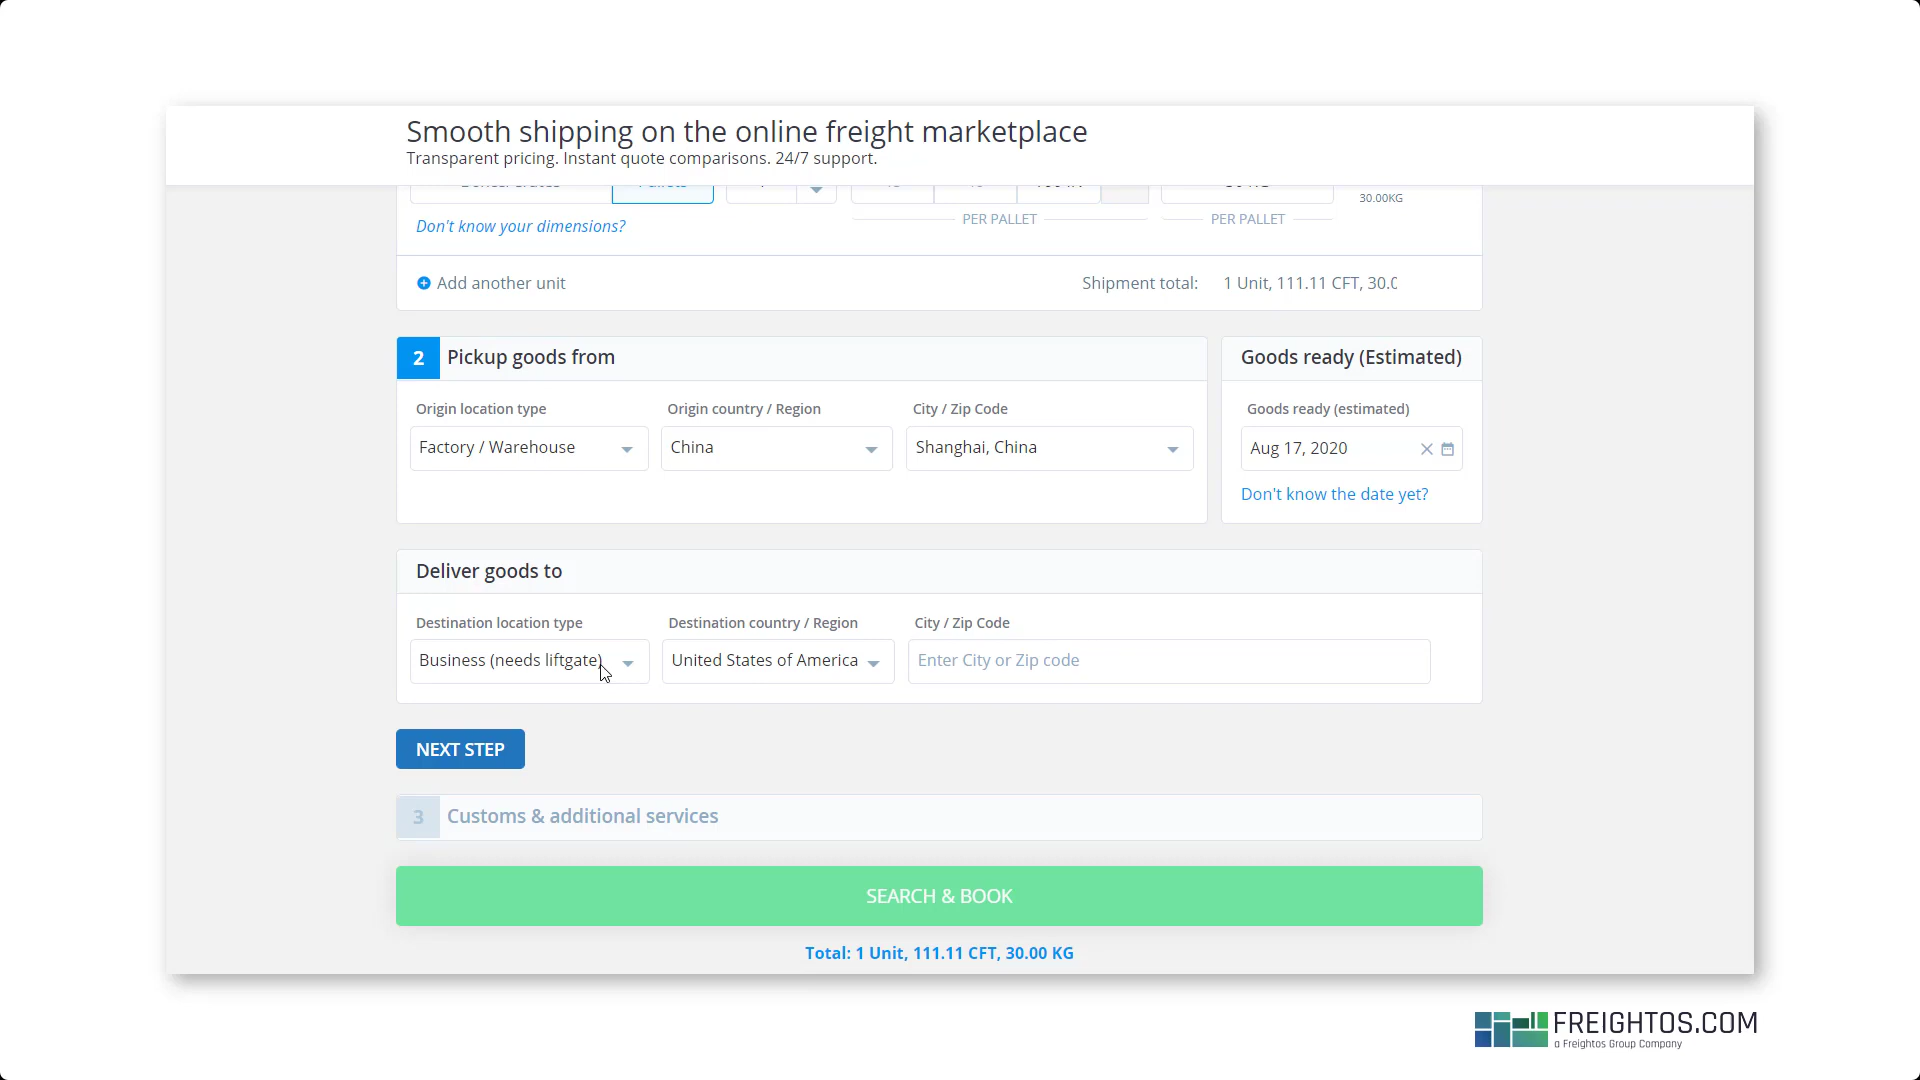 Smooth shipping on the online freight marketplace
Transparent pricing. Instant quote comparisons. 24/7 support.
30.00KG
Don't know your dimensions?
PER PALLET
PER PALLET
Add another unit
Shipment total: 1 Unit, 111.11 CFT, 30.0
2 Pickup goods from
Goods ready (Estimated)
Origin location type
Origin country / Region
City / Zip Code
Goods ready (estimated)
Factory / Warehouse
China
Shanghai, China
Aug 17, 2020
Don't know the date yet?
Deliver goods to
Destination location type
Destination country / Region
City / Zip Code
Business (needs liftgate)
United States of America
Enter City or Zip code
NEXT STEP
3 Customs & additional services
SEARCH & BOOK
Total: 1 Unit, 111.11 CFT, 30.00 KG
FREIGHTOS.COM
a Freightos Group Company